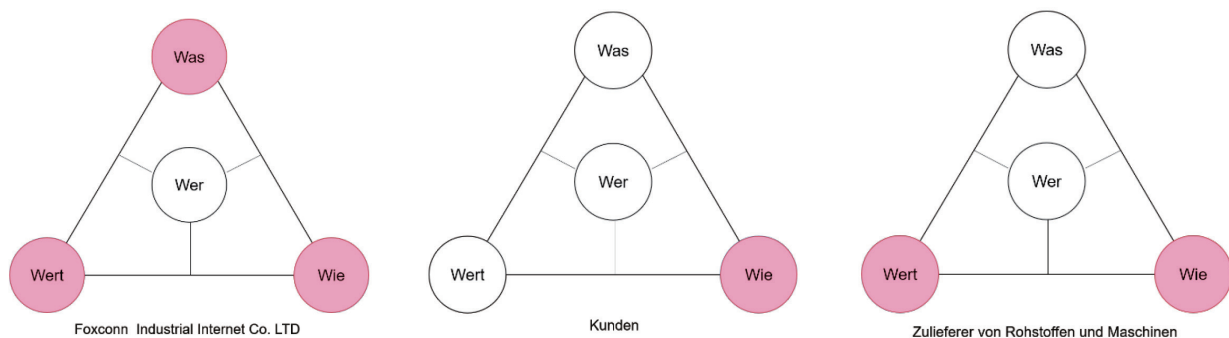 Was
Wer
Wert
Wie
Foxconn Industrial Internet Co. LTD
Was
Wer
Wert
Wie
Kunden
Was
Wer
Wert
Wie
Zulieferer von Rohstoffen und Maschinen